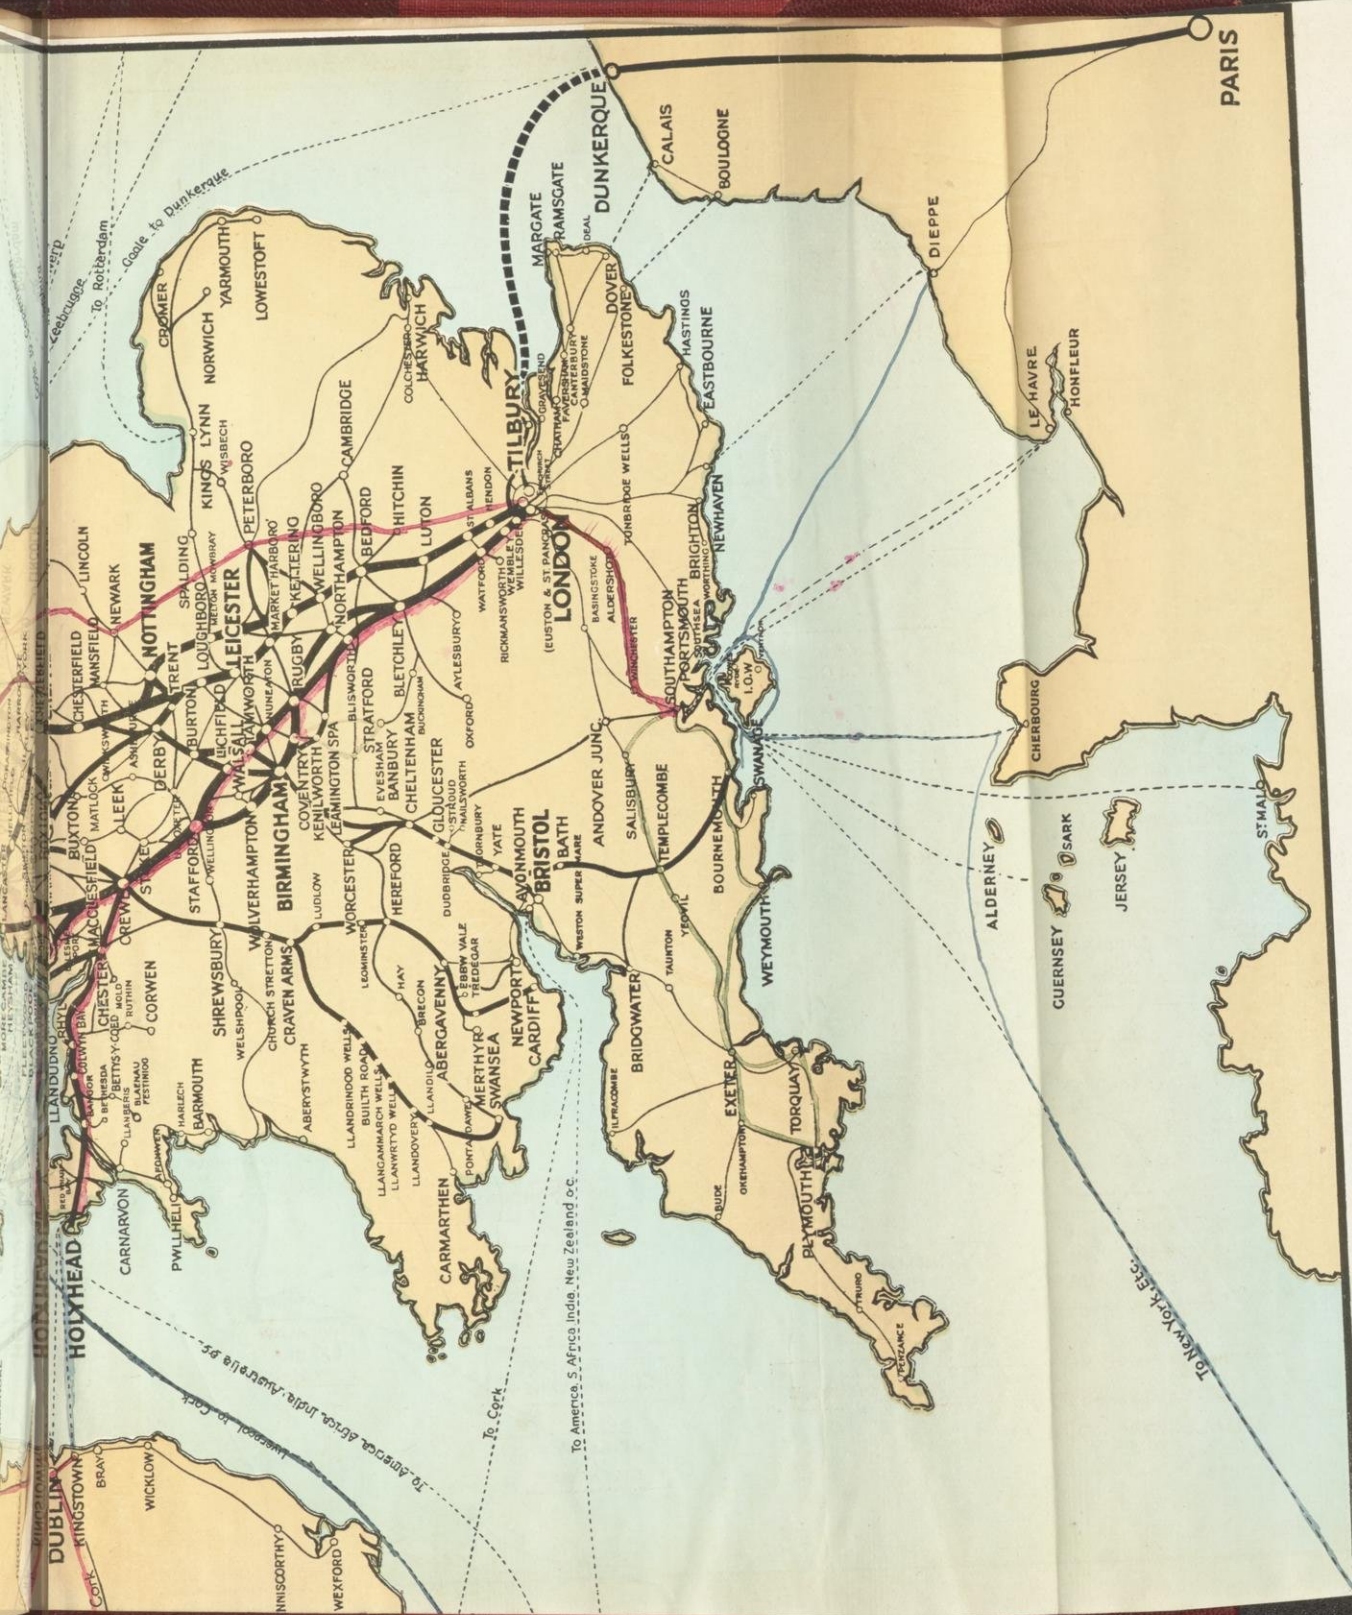 PARIS
DUNKERQUE
CALAIS
BOULOGNE
DIEPPE
LE HAVRE
HONFLEUR
CHERBOURG
ST MALO
ALDERNEY
SARK
GUERNSEY
JERSEY
Goole to Dunkerque
To Rotterdam
Zeebrugge
CROMER
YARMOUTH
LOWESTOFT
NORWICH
KINGS LYNN
WISBECH
PETERBORO
CAMBRIDGE
COLCHESTER
HARWICH
MARGATE
RAMSGATE
DEAL
DOVER
FOLKESTONE
HASTINGS
EASTBOURNE
GRAVESEND
FAVERSHAM
CANTERBURY
MAIDSTONE
CHATHAM
TILBURY
TONBRIDGE WELLS
NEWHAVEN
BRIGHTON
WORTHING
LINCOLN
NEWARK
NOTTINGHAM
SPALDING
MELTON MOWBRAY
LOUGHBORO
LEICESTER
MARKET HARBORO'
KETTERING
WELLINGBORO
NORTHAMPTON
BEDFORD
HITCHIN
LUTON
ST ALBANS
HENDON
WATFORD
RICKMANSWORTH
WEMBLEY
WILLESDEN
(EUSTON & ST. PANCRAS)
LONDON
BASINGSTOKE
ALDERSHOT
WINCHESTER
SOUTHAMPTON
PORTSMOUTH
SOUTHSEA
I.O.W
SWANAGE
CHESTERFIELD
MANSFIELD
TRENT
BURTON
LICHFIELD
TAMWORTH
NUNEATON
RUGBY
BLISWORTH
BLETCHLEY
BUCKINGHAM
AYLESBURY
OXFORD
DERBY
WALSALL
COVENTRY
KENILWORTH
LEAMINGTON SPA
STRATFORD
EVESHAM
BANBURY
CHELTENHAM
GLOUCESTER
STROUD
NAILSWORTH
ANDOVER JUNC.
SALISBURY
TEMPLECOMBE
BOURNEMOUTH
BUXTON
MATLOCK
LEEK
MACCLESFIELD
CREWE
STAFFORD
WELLINGTON
WOLVERHAMPTON
BIRMINGHAM
LUDLOW
WORCESTER
HEREFORD
DUDBRIDGE
THORNBURY
YATE
AVONMOUTH
BRISTOL
BATH
WESTON SUPER MARE
YEOVIL
WEYMOUTH
CHESTER
MOLD
RUTHIN
CORWEN
SHREWSBURY
WELSHPOOL
CHURCH STRETTON
CRAVEN ARMS
LEOMINSTER
HAY
BRECON
ABERGAVENNY
EBBW VALE
TREDEGAR
NEWPORT
CARDIFF
BRIDGWATER
TAUNTON
RHYL
LLANDUDNO
COLWYN BAY
BANGOR
BETHESDA
BETTWS-Y-COED
LLANBERIS
BLAENAU
FESTINIOG
HARLECH
BARMOUTH
ABERYSTWYTH
LLANDRINDOD WELLS
BUILTH ROAD
LLANGAMMARCH WELLS
LLANWRTYD WELLS
LLANDOVERY
LLANDILO
MERTHYR
SWANSEA
PONTARDAWE
CARMARTHEN
ILFRACOMBE
EXETER
TORQUAY
OKEHAMPTON
BUDE
PLYMOUTH
TRURO
PENZANCE
HOLYHEAD
CARNARVON
PWLLHELI
DUBLIN
KINGSTOWN
BRAY
WICKLOW
NNISCORTHY
WEXFORD
Cork
Liverpool to Cork
To America, Africa, India, Australia &c.
To Cork
To America, S Africa, India, New Zealand &c.
To New York, Etc.